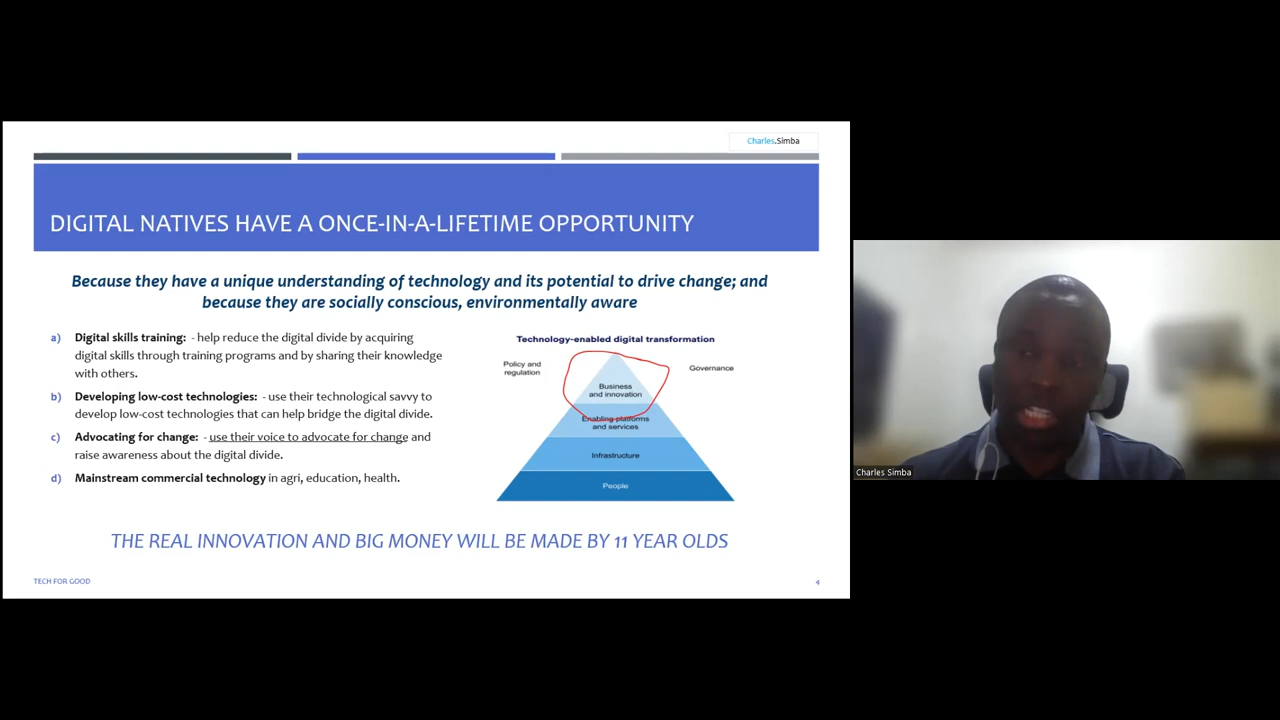 Charles.Simba
DIGITAL NATIVES HAVE A ONCE-IN-A-LIFETIME OPPORTUNITY
Because they have a unique understanding of technology and its potential to drive change; and
because they are socially conscious, environmentally aware
a) Digital skills training: - help reduce the digital divide by acquiring
digital skills through training programs and by sharing their knowledge
with others.
b) Developing low-cost technologies: - use their technological savvy to
develop low-cost technologies that can help bridge the digital divide.
c) Advocating for change: - use their voice to advocate for change and
raise awareness about the digital divide.
d) Mainstream commercial technology in agri, education, health.
Technology-enabled digital transformation
Policy and
regulation
Governance
Business
and innovation
Enabling platforms
and services
Infrastructure
People
THE REAL INNOVATION AND BIG MONEY WILL BE MADE BY 11 YEAR OLDS
TECH FOR GOOD
4
Charles Simba